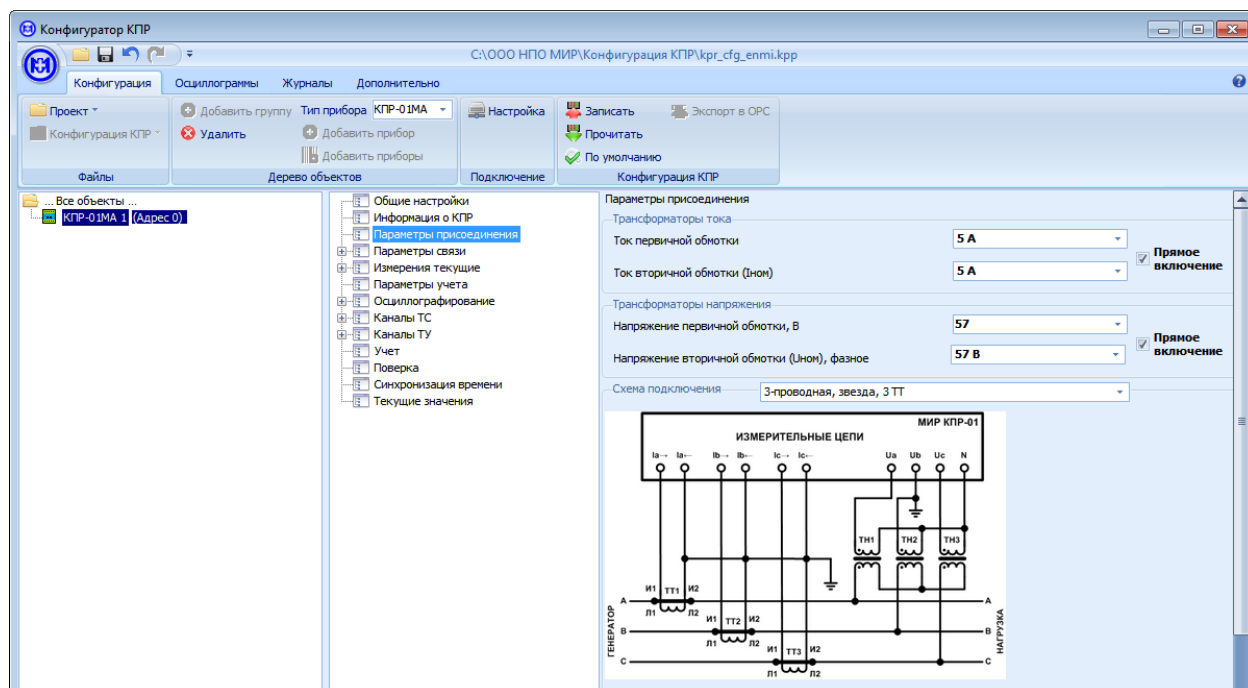 Конфигуратор КПР
C:\ООО НПО МИР\Конфигурация КПР\kpr_cfg_enmi.kpp
Конфигурация Осциллограммы Журналы Дополнительно
Проект Добавить группу Тип прибора КПР-01МА Настройка Записать Экспорт в OPC
Конфигурация КПР Удалить Добавить прибор Прочитать
Добавить приборы По умолчанию
Файлы Дерево объектов Подключение Конфигурация КПР
... Все объекты ...
КПР-01МА 1 (Адрес 0)
Общие настройки
Информация о КПР
Параметры присоединения
Параметры связи
Измерения текущие
Параметры учета
Осциллографирование
Каналы ТС
Каналы ТУ
Учет
Поверка
Синхронизация времени
Текущие значения
Параметры присоединения
Трансформаторы тока
Ток первичной обмотки 5 А
Ток вторичной обмотки (Iном) 5 А
Прямое
включение
Трансформаторы напряжения
Напряжение первичной обмотки, В 57
Напряжение вторичной обмотки (Uном), фазное 57 В
Прямое
включение
Схема подключения 3-проводная, звезда, 3 ТТ
МИР КПР-01
ИЗМЕРИТЕЛЬНЫЕ ЦЕПИ
Ia→ Ia← Ib→ Ib← Ic→ Ic← Ua Ub Uc N
ТН1 ТН2 ТН3
И1 ТТ1 И2
A A
Л1 Л2
И1 ТТ2 И2
B B
Л1 Л2
И1 ТТ3 И2
C C
Л1 Л2
ГЕНЕРАТОР
НАГРУЗКА